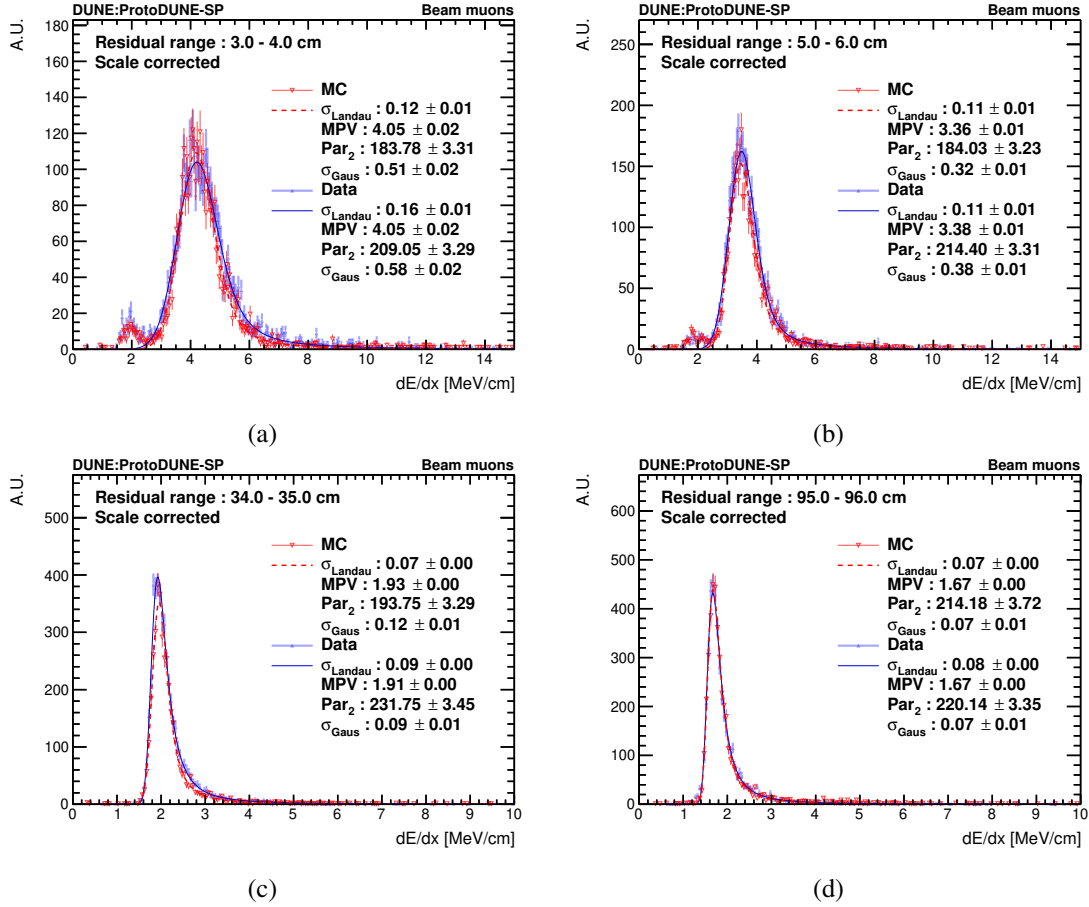 DUNE:ProtoDUNE-SP Beam muons
A.U.
Residual range : 3.0 - 4.0 cm
Scale corrected
MC
σLandau : 0.12 ± 0.01
MPV : 4.05 ± 0.02
Par2 : 183.78 ± 3.31
σGaus : 0.51 ± 0.02
Data
σLandau : 0.16 ± 0.01
MPV : 4.05 ± 0.02
Par2 : 209.05 ± 3.29
σGaus : 0.58 ± 0.02
180
160
140
120
100
80
60
40
20
0
0 2 4 6 8 10 12 14
dE/dx [MeV/cm]
(a)
DUNE:ProtoDUNE-SP Beam muons
A.U.
Residual range : 5.0 - 6.0 cm
Scale corrected
MC
σLandau : 0.11 ± 0.01
MPV : 3.36 ± 0.01
Par2 : 184.03 ± 3.23
σGaus : 0.32 ± 0.01
Data
σLandau : 0.11 ± 0.01
MPV : 3.38 ± 0.01
Par2 : 214.40 ± 3.31
σGaus : 0.38 ± 0.01
250
200
150
100
50
0
0 2 4 6 8 10 12 14
dE/dx [MeV/cm]
(b)
DUNE:ProtoDUNE-SP Beam muons
A.U.
Residual range : 34.0 - 35.0 cm
Scale corrected
MC
σLandau : 0.07 ± 0.00
MPV : 1.93 ± 0.00
Par2 : 193.75 ± 3.29
σGaus : 0.12 ± 0.01
Data
σLandau : 0.09 ± 0.00
MPV : 1.91 ± 0.00
Par2 : 231.75 ± 3.45
σGaus : 0.09 ± 0.01
500
400
300
200
100
0
0 1 2 3 4 5 6 7 8 9 10
dE/dx [MeV/cm]
(c)
DUNE:ProtoDUNE-SP Beam muons
A.U.
Residual range : 95.0 - 96.0 cm
Scale corrected
MC
σLandau : 0.07 ± 0.00
MPV : 1.67 ± 0.00
Par2 : 214.18 ± 3.72
σGaus : 0.07 ± 0.01
Data
σLandau : 0.08 ± 0.00
MPV : 1.67 ± 0.00
Par2 : 220.14 ± 3.35
σGaus : 0.07 ± 0.01
600
500
400
300
200
100
0
0 1 2 3 4 5 6 7 8 9 10
dE/dx [MeV/cm]
(d)